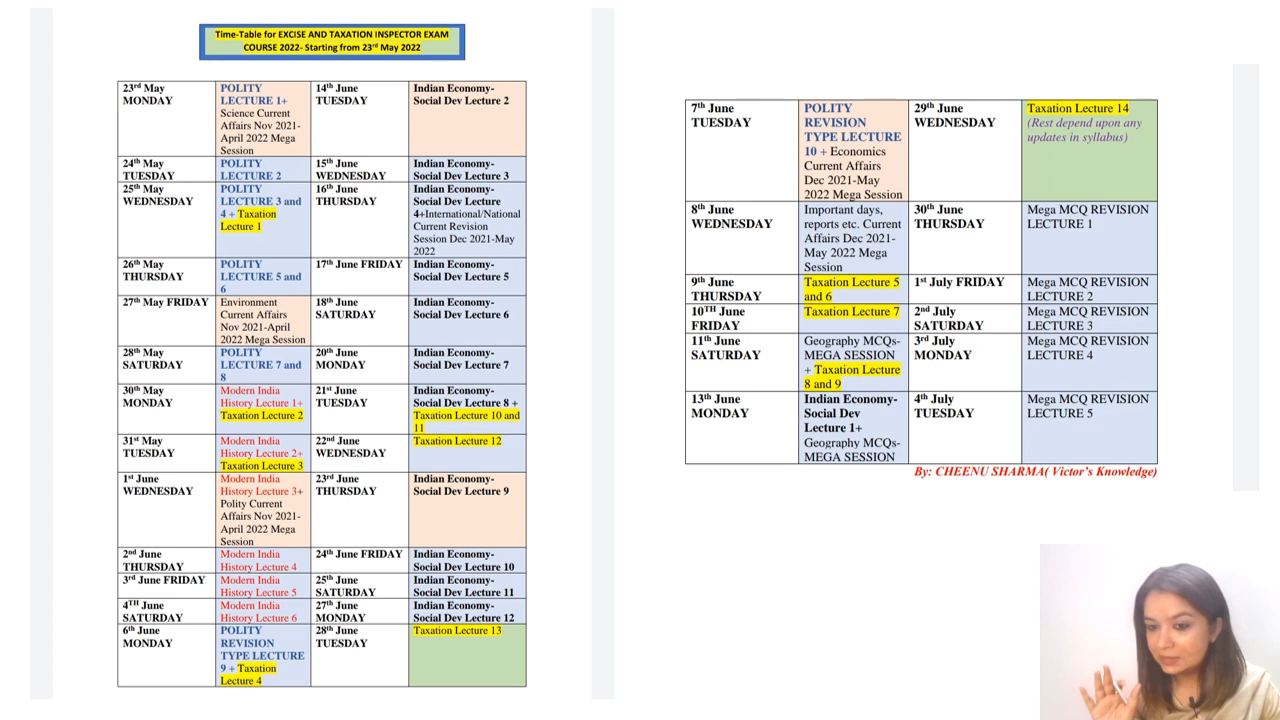 Time-Table for EXCISE AND TAXATION INSPECTOR EXAM
COURSE 2022- Starting from 23rd May 2022
23rd May
MONDAY
POLITY
LECTURE 1+
Science Current
Affairs Nov 2021-
April 2022 Mega
Session
14th June
TUESDAY
Indian Economy-
Social Dev Lecture 2
24th May
TUESDAY
POLITY
LECTURE 2
15th June
WEDNESDAY
Indian Economy-
Social Dev Lecture 3
25th May
WEDNESDAY
POLITY
LECTURE 3 and
4 + Taxation
Lecture 1
16th June
THURSDAY
Indian Economy-
Social Dev Lecture
4+International/National
Current Revision
Session Dec 2021-May
2022
26th May
THURSDAY
POLITY
LECTURE 5 and
6
17th June FRIDAY
Indian Economy-
Social Dev Lecture 5
27th May FRIDAY
Environment
Current Affairs
Nov 2021-April
2022 Mega Session
18th June
SATURDAY
Indian Economy-
Social Dev Lecture 6
28th May
SATURDAY
POLITY
LECTURE 7 and
8
20th June
MONDAY
Indian Economy-
Social Dev Lecture 7
30th May
MONDAY
Modern India
History Lecture 1+
Taxation Lecture 2
21st June
TUESDAY
Indian Economy-
Social Dev Lecture 8 +
Taxation Lecture 10 and
11
31st May
TUESDAY
Modern India
History Lecture 2+
Taxation Lecture 3
22nd June
WEDNESDAY
Taxation Lecture 12
1st June
WEDNESDAY
Modern India
History Lecture 3+
Polity Current
Affairs Nov 2021-
April 2022 Mega
Session
23rd June
THURSDAY
Indian Economy-
Social Dev Lecture 9
2nd June
THURSDAY
Modern India
History Lecture 4
24th June FRIDAY
Indian Economy-
Social Dev Lecture 10
3rd June FRIDAY
Modern India
History Lecture 5
25th June
SATURDAY
Indian Economy-
Social Dev Lecture 11
4TH June
SATURDAY
Modern India
History Lecture 6
27th June
MONDAY
Indian Economy-
Social Dev Lecture 12
6th June
MONDAY
POLITY
REVISION
TYPE LECTURE
9 + Taxation
Lecture 4
28th June
TUESDAY
Taxation Lecture 13
7th June
TUESDAY
POLITY
REVISION
TYPE LECTURE
10 + Economics
Current Affairs
Dec 2021-May
2022 Mega Session
29th June
WEDNESDAY
Taxation Lecture 14
(Rest depend upon any
updates in syllabus)
8th June
WEDNESDAY
Important days,
reports etc. Current
Affairs Dec 2021-
May 2022 Mega
Session
30th June
THURSDAY
Mega MCQ REVISION
LECTURE 1
9th June
THURSDAY
Taxation Lecture 5
and 6
1st July FRIDAY
Mega MCQ REVISION
LECTURE 2
10TH June
FRIDAY
Taxation Lecture 7
2nd July
SATURDAY
Mega MCQ REVISION
LECTURE 3
11th June
SATURDAY
Geography MCQs-
MEGA SESSION
+ Taxation Lecture
8 and 9
3rd July
MONDAY
Mega MCQ REVISION
LECTURE 4
13th June
MONDAY
Indian Economy-
Social Dev
Lecture 1+
Geography MCQs-
MEGA SESSION
4th July
TUESDAY
Mega MCQ REVISION
LECTURE 5
By: CHEENU SHARMA( Victor's Knowledge)